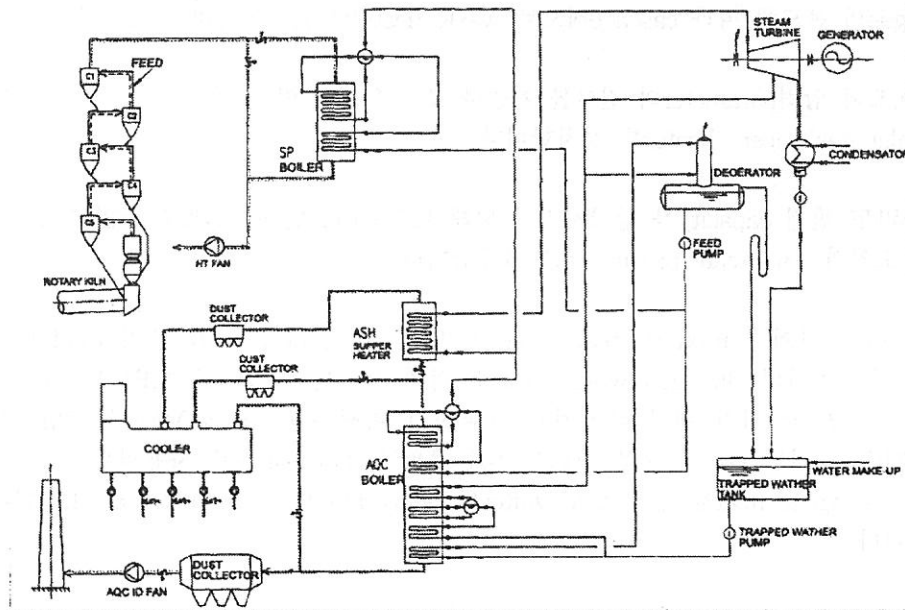 STEAM
TURBINE
GENERATOR
FEED
C1
C2
C3
C4
C5
SP
BOILER
CONDENSATOR
DEOERATOR
HT FAN
FEED
PUMP
ROTARY KILN
DUST
COLLECTOR
ASH
SUPPER
HEATER
DUST
COLLECTOR
COOLER
AQC
BOILER
WATER MAKE-UP
TRAPPED WATHER
TANK
TRAPPED WATHER
PUMP
DUST
COLLECTOR
AQC ID FAN